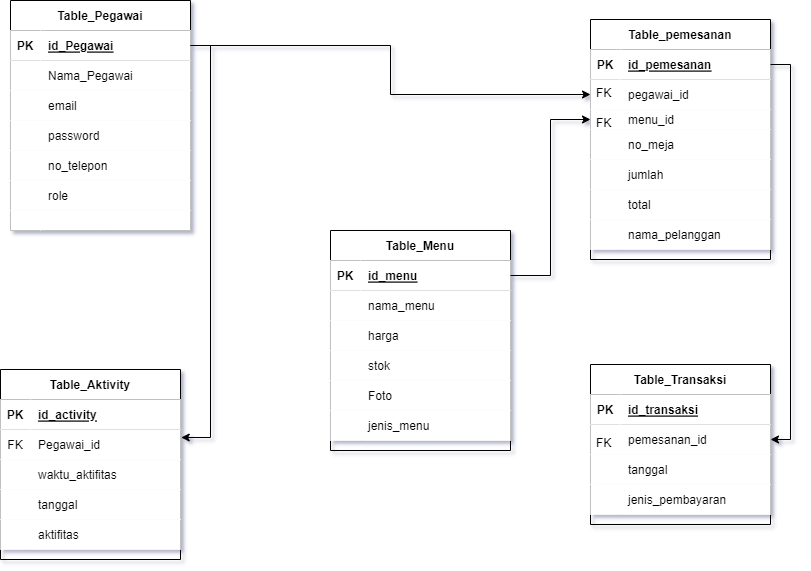 Table_Pegawai
PK id_Pegawai
Nama_Pegawai
email
password
no_telepon
role
Table_pemesanan
PK id_pemesanan
FK pegawai_id
FK menu_id
no_meja
jumlah
total
nama_pelanggan
Table_Menu
PK id_menu
nama_menu
harga
stok
Foto
jenis_menu
Table_Aktivity
PK id_activity
FK Pegawai_id
waktu_aktifitas
tanggal
aktifitas
Table_Transaksi
PK id_transaksi
FK pemesanan_id
tanggal
jenis_pembayaran